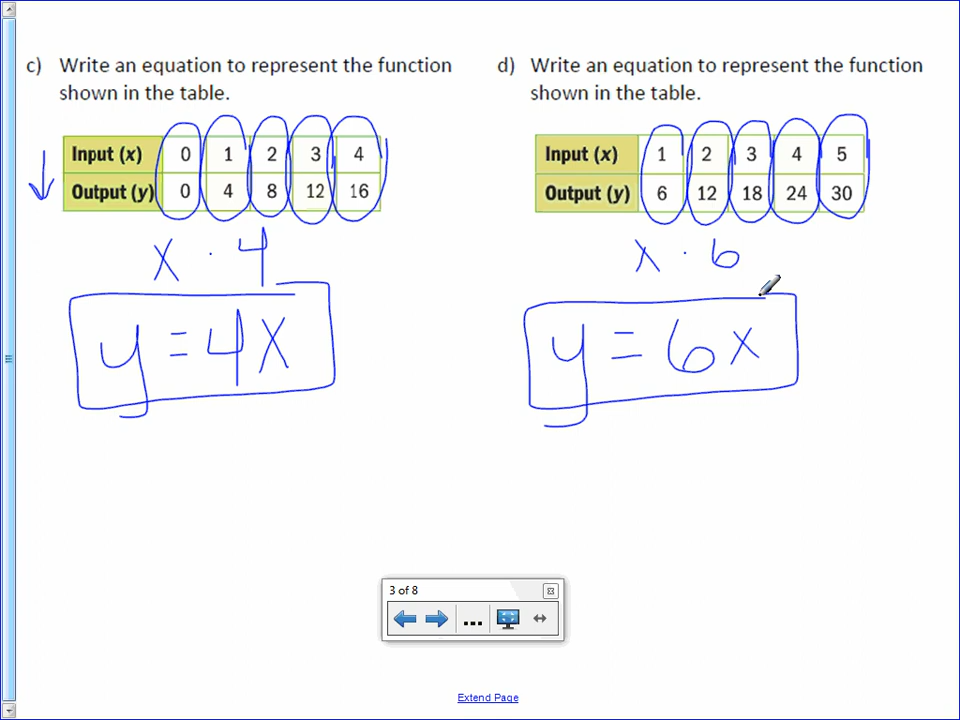 c) Write an equation to represent the function
shown in the table.
Input (x) 0 1 2 3 4
Output (y) 0 4 8 12 16
x · 4
y = 4x
d) Write an equation to represent the function
shown in the table.
Input (x) 1 2 3 4 5
Output (y) 6 12 18 24 30
x · 6
y = 6x
3 of 8
...
Extend Page